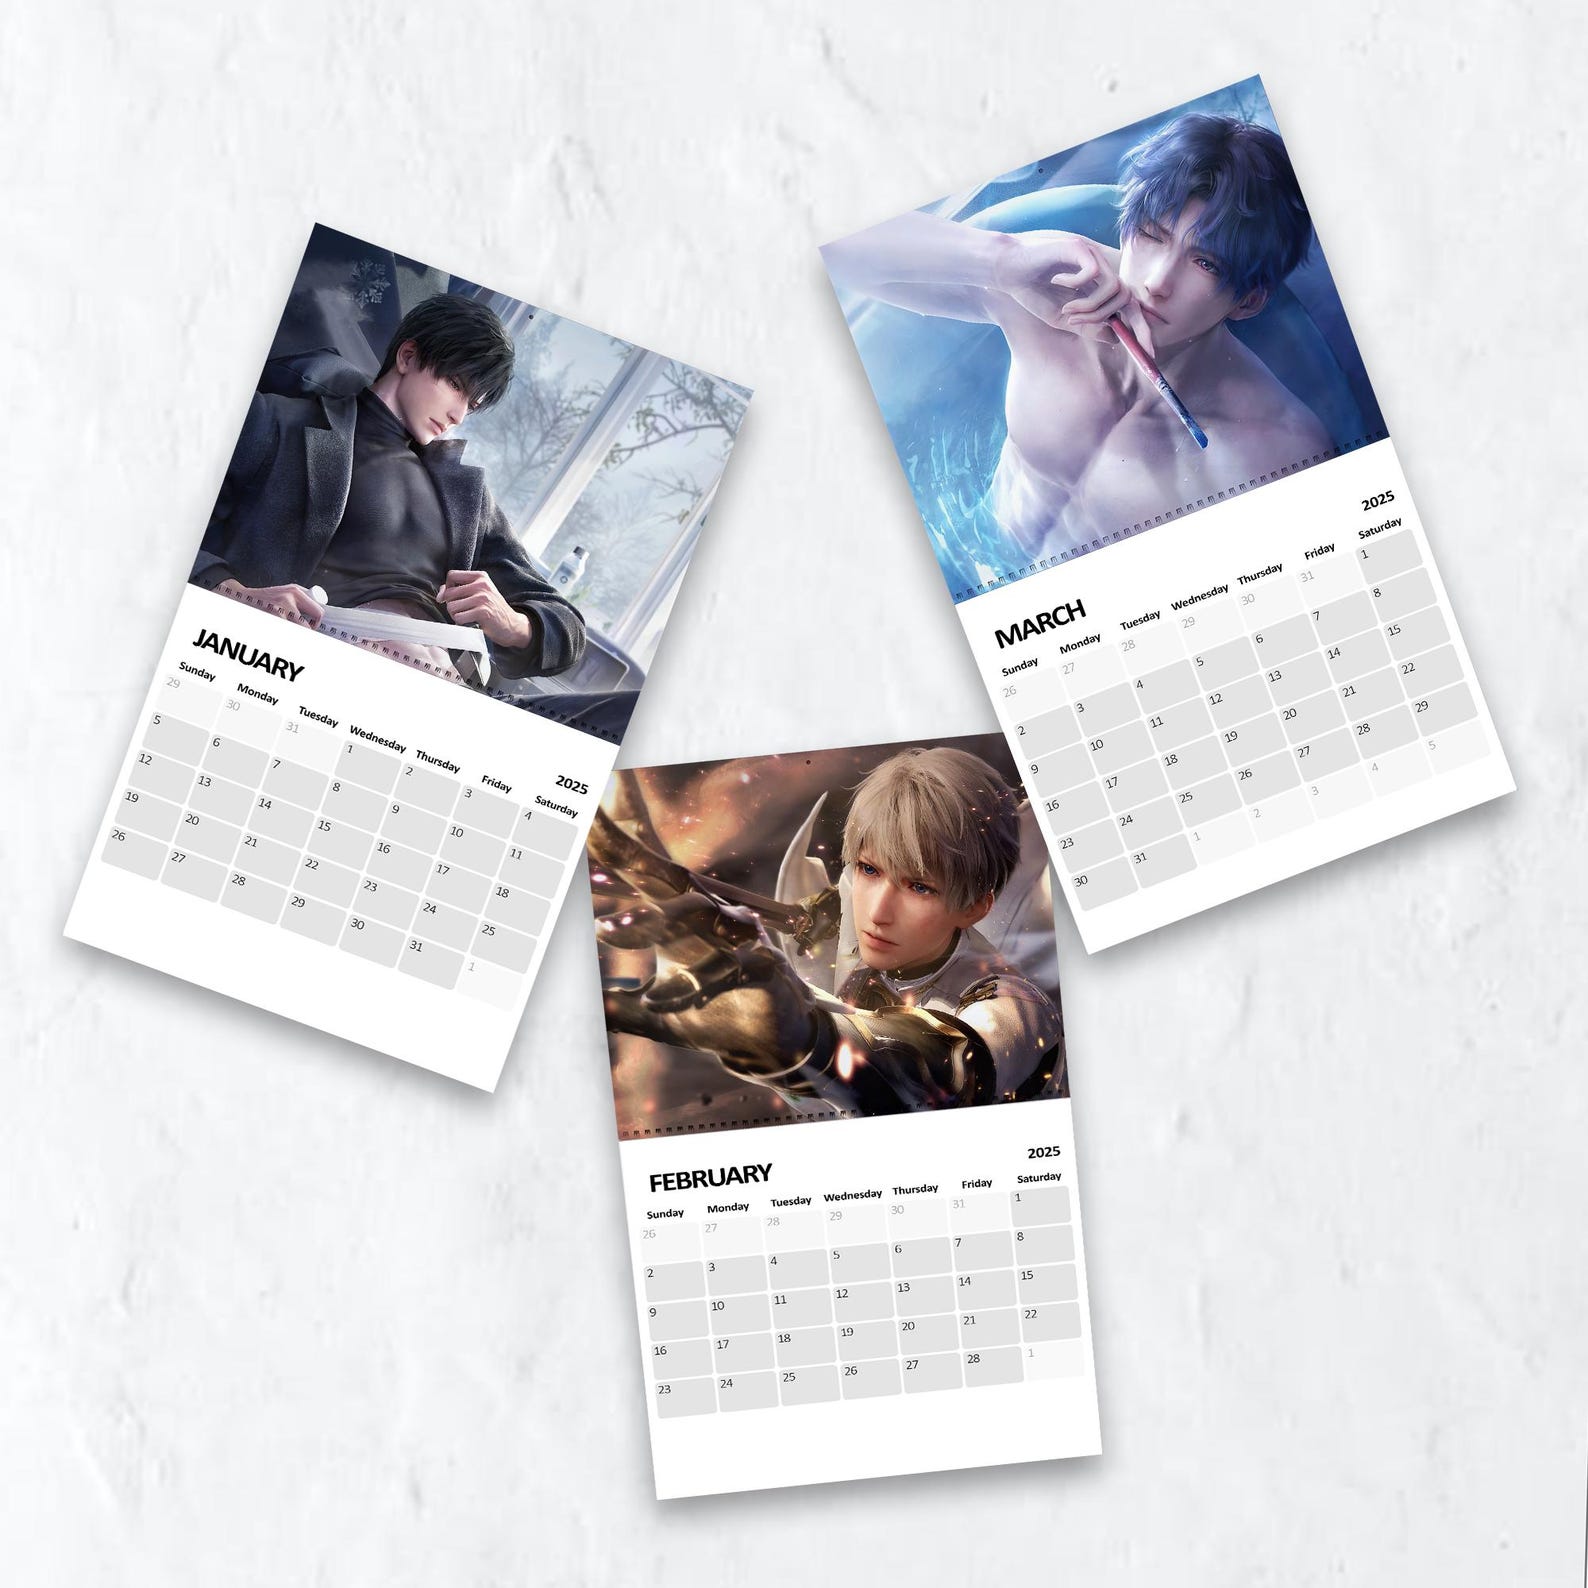 JANUARY 2025
Sunday Monday Tuesday Wednesday Thursday Friday Saturday
29 30 31 1 2 3 4
5 6 7 8 9 10 11
12 13 14 15 16 17 18
19 20 21 22 23 24 25
26 27 28 29 30 31 1
MARCH 2025
Sunday Monday Tuesday Wednesday Thursday Friday Saturday
26 27 28 29 30 31 1
2 3 4 5 6 7 8
9 10 11 12 13 14 15
16 17 18 19 20 21 22
23 24 25 26 27 28 29
30 31 1 2 3 4 5
FEBRUARY 2025
Sunday Monday Tuesday Wednesday Thursday Friday Saturday
26 27 28 29 30 31 1
2 3 4 5 6 7 8
9 10 11 12 13 14 15
16 17 18 19 20 21 22
23 24 25 26 27 28 1